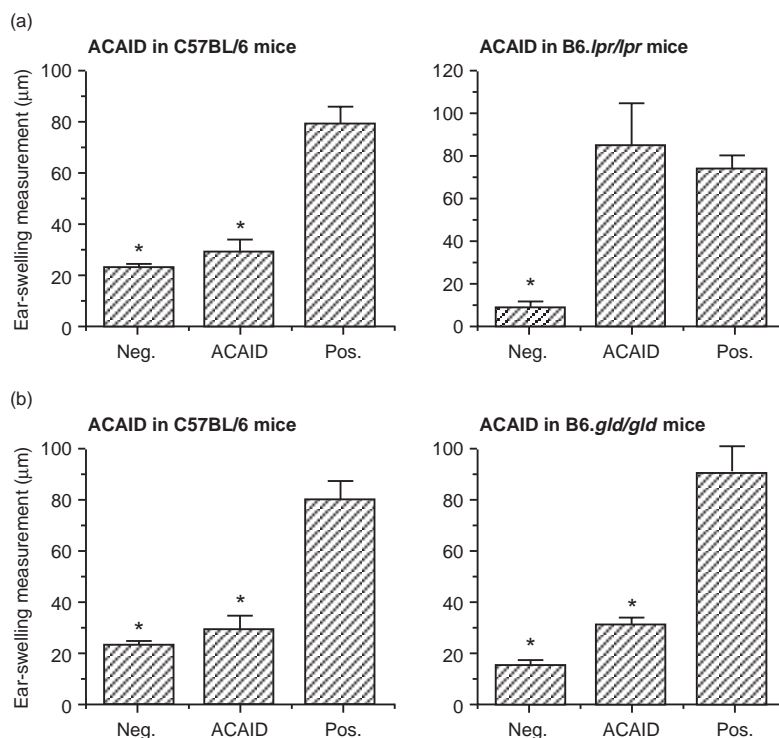 (a)
ACAID in C57BL/6 mice
Ear-swelling measurement (µm)
100
80
60
40
20
0
*
*
Neg.
ACAID
Pos.
ACAID in B6.lpr/lpr mice
120
100
80
60
40
20
0
*
Neg.
ACAID
Pos.
(b)
ACAID in C57BL/6 mice
Ear-swelling measurement (µm)
100
80
60
40
20
0
*
*
Neg.
ACAID
Pos.
ACAID in B6.gld/gld mice
100
80
60
40
20
0
*
*
Neg.
ACAID
Pos.